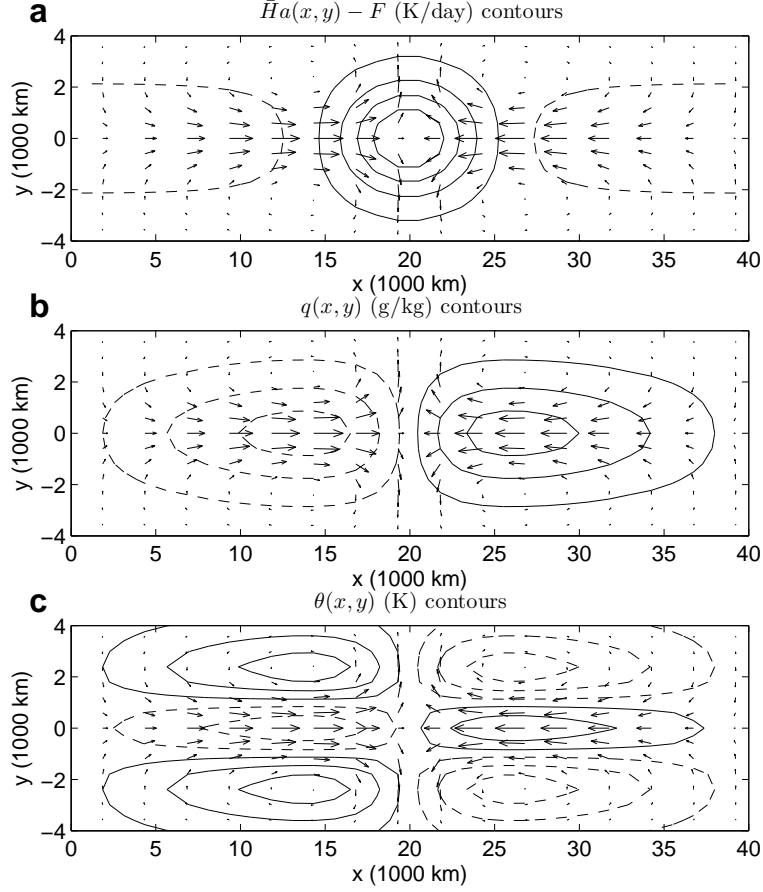 a
H̄a(x, y) − F (K/day) contours
4
2
0
−2
−4
y (1000 km)
0 5 10 15 20 25 30 35 40
x (1000 km)
b
q(x, y) (g/kg) contours
4
2
0
−2
−4
y (1000 km)
0 5 10 15 20 25 30 35 40
x (1000 km)
c
θ(x, y) (K) contours
4
2
0
−2
−4
y (1000 km)
0 5 10 15 20 25 30 35 40
x (1000 km)